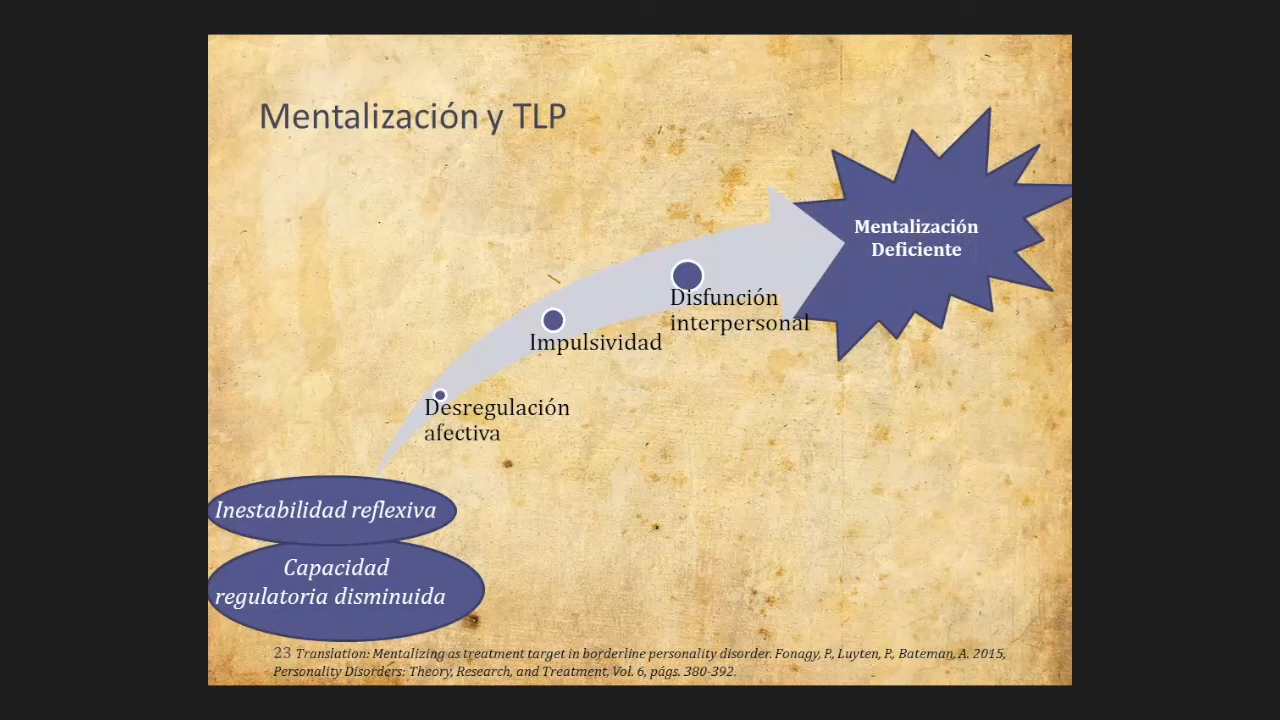 Mentalización y TLP
Mentalización
Deficiente
Disfunción
interpersonal
Impulsividad
Desregulación
afectiva
Inestabilidad reflexiva
Capacidad
regulatoria disminuida
23 Translation: Mentalizing as treatment target in borderline personality disorder. Fonagy, P., Luyten, P., Bateman, A. 2015,
Personality Disorders: Theory, Research, and Treatment, Vol. 6, págs. 380-392.